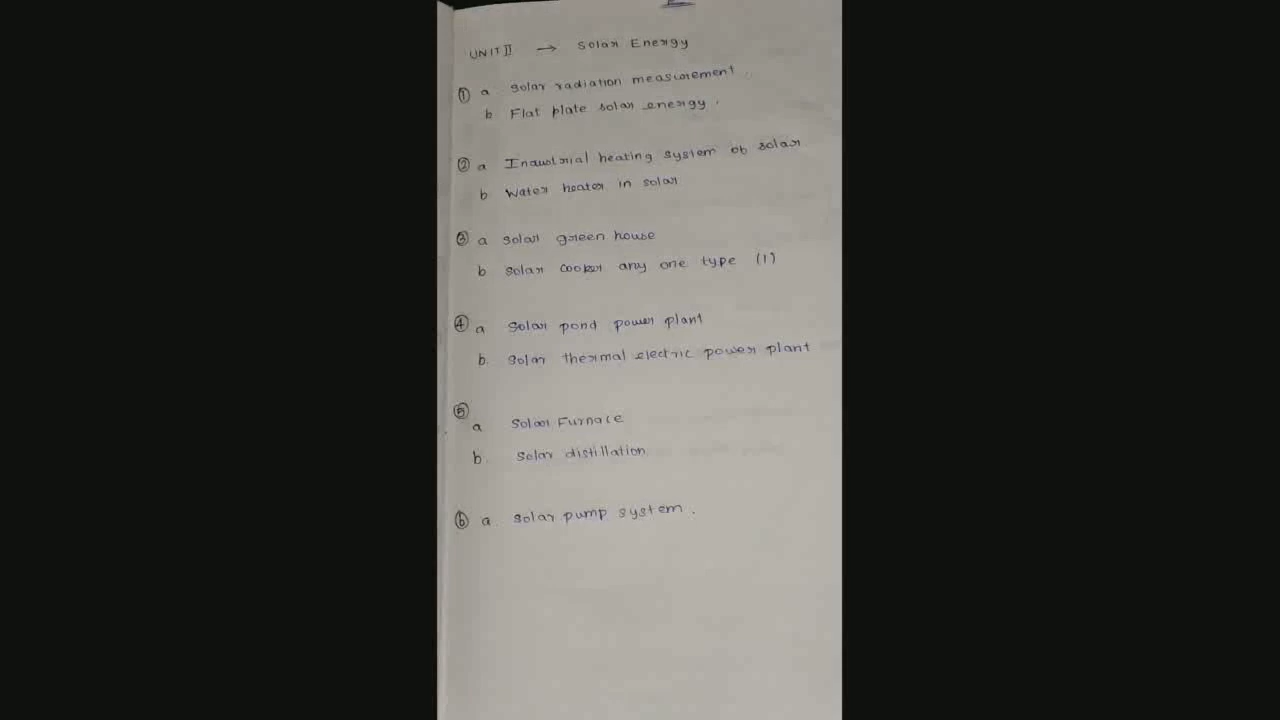 UNIT II → Solar Energy
① a solar radiation measurement
b Flat plate solar energy.
② a Industrial heating system of solar
b Water heater in solar
③ a solar green house
b solar cooker any one type (1)
④ a solar pond power plant
b. solar thermal electric power plant
⑤
a solar Furnace
b. solar distillation
⑥ a. solar pump system.